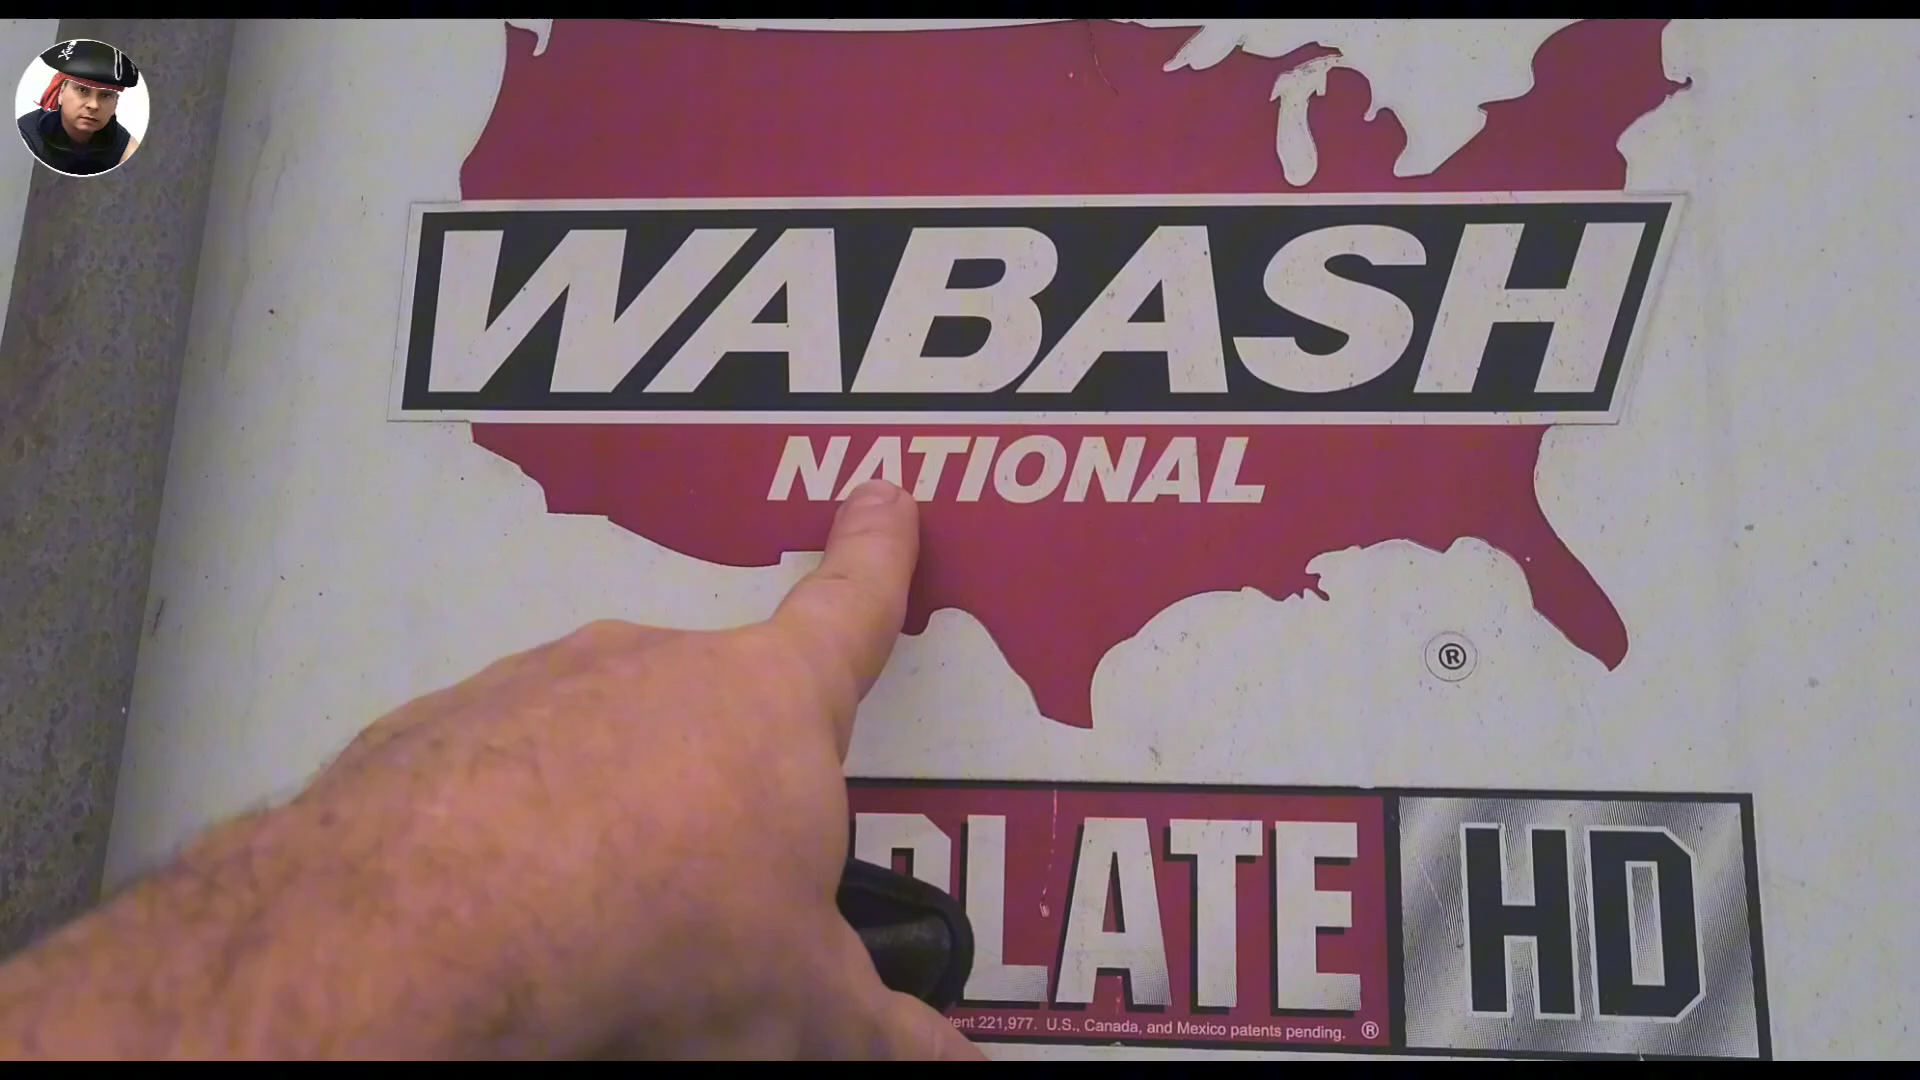 WABASH
NATIONAL
®
PLATE HD
tent 221,977. U.S., Canada, and Mexico patents pending. ®